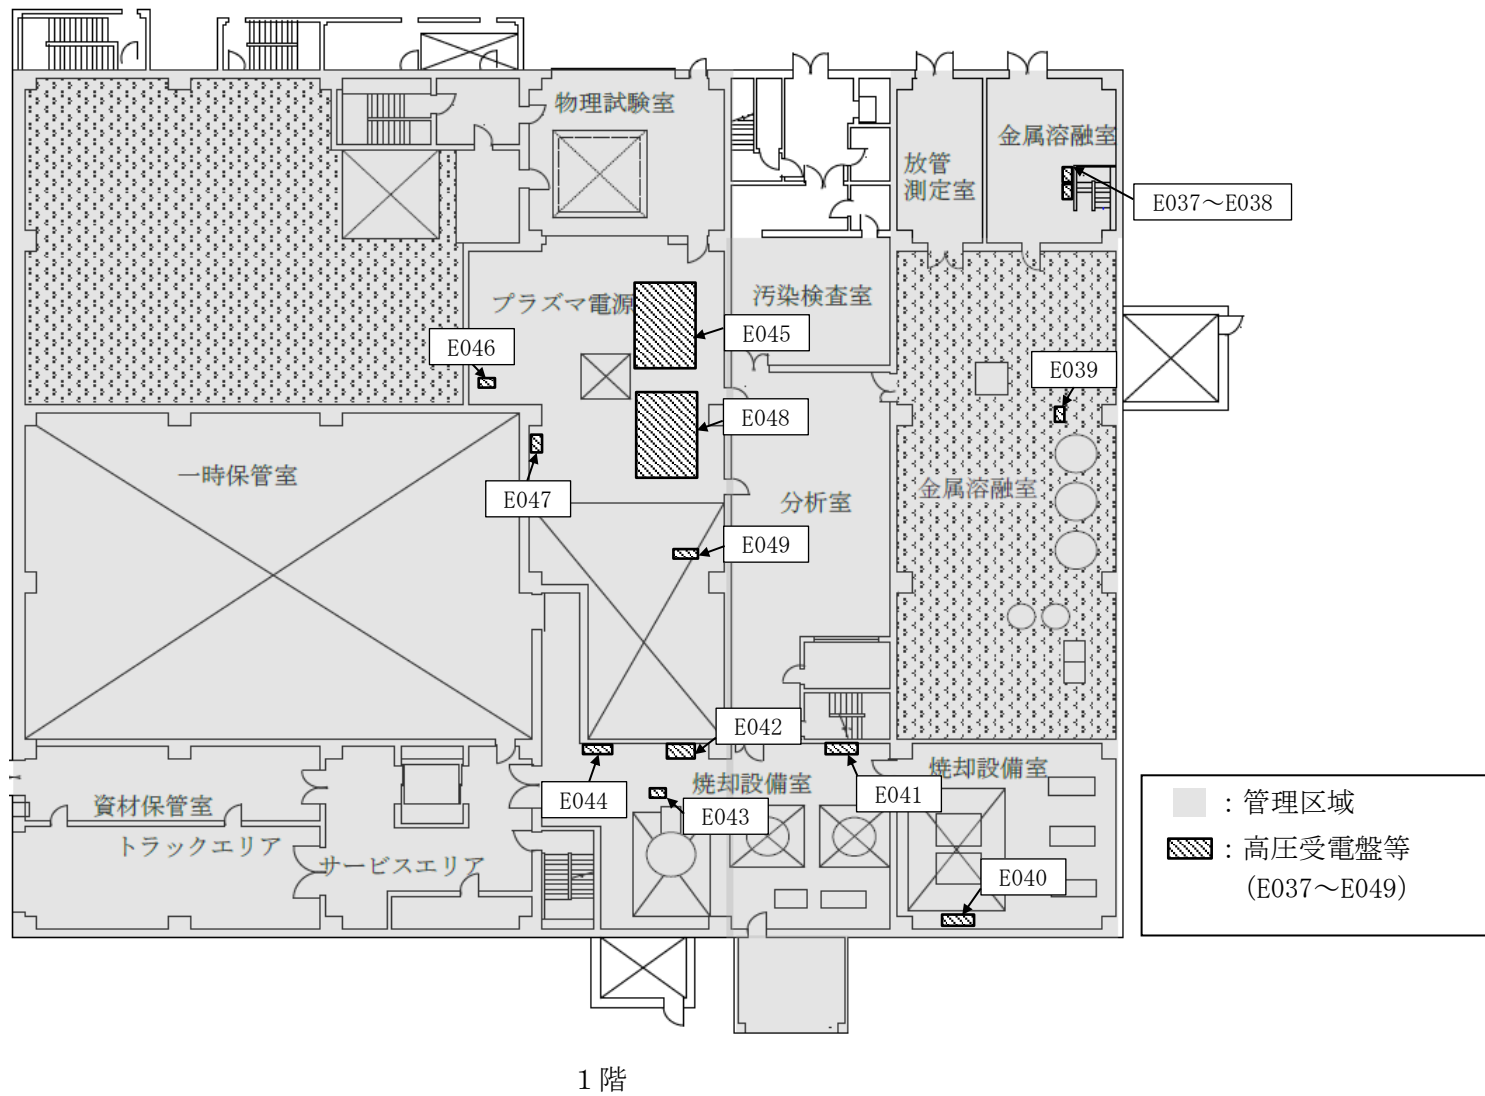 物理試験室
金属溶融室
放管
測定室
E037～E038
プラズマ電源
汚染検査室
E045
E046
E039
E048
一時保管室
E047
分析室
金属溶融室
E049
E042
焼却設備室
焼却設備室
E044
E041
E043
資材保管室
トラックエリア
サービスエリア
E040
：管理区域
：高圧受電盤等
(E037～E049)
1階